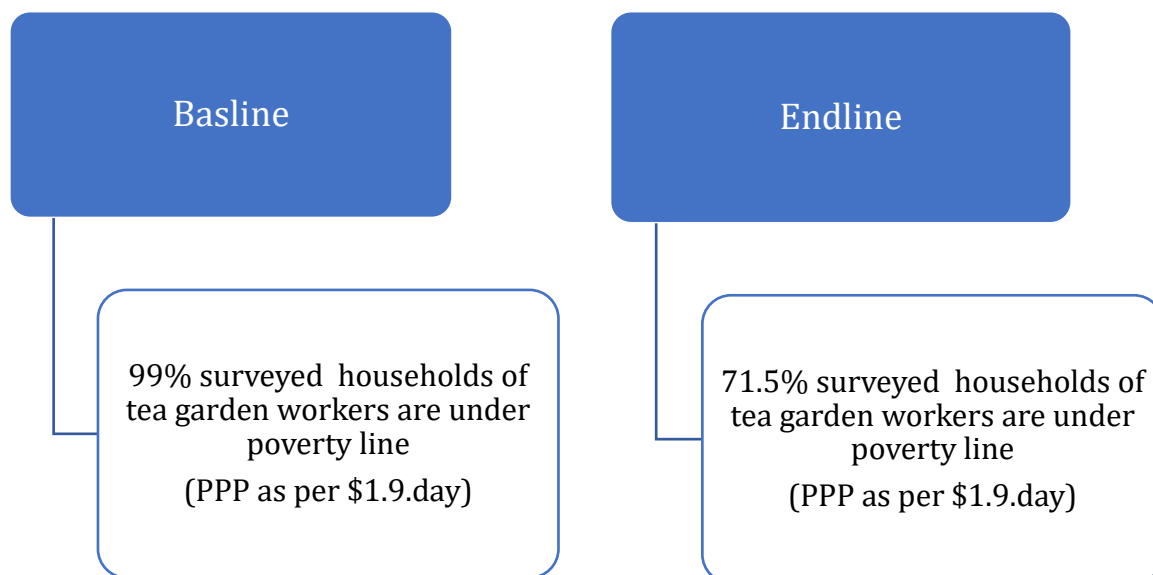 Basline
99% surveyed households of
tea garden workers are under
poverty line
(PPP as per $1.9.day)
Endline
71.5% surveyed households of
tea garden workers are under
poverty line
(PPP as per $1.9.day)